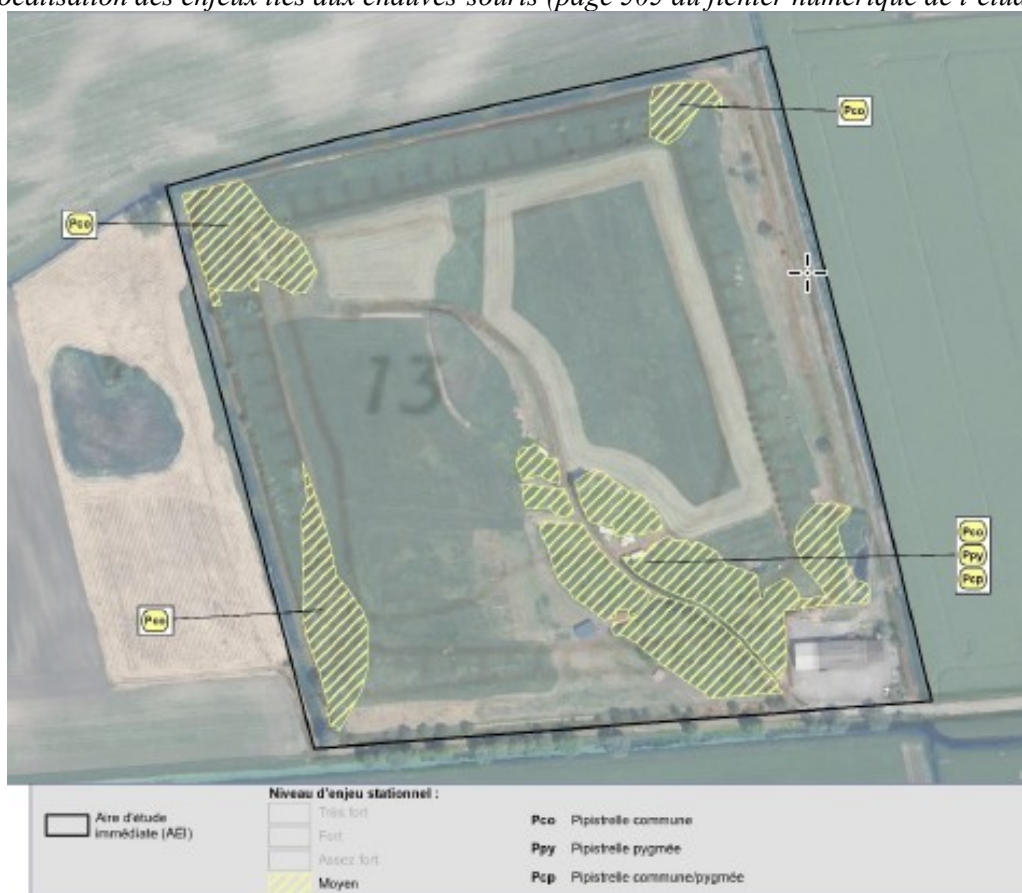 ocalisation des enjeux liés aux chauves-souris (page 303 du fichier numérique de l'étud
Pco
Pco
13
Pco
Ppy
Pcp
Pco
Niveau d'enjeu stationnel :
Aire d'étude
immédiate (AEI)
Très fort
Fort
Assez fort
Moyen
Pco Pipistrelle commune
Ppy Pipistrelle pygmée
Pcp Pipistrelle commune/pygmée